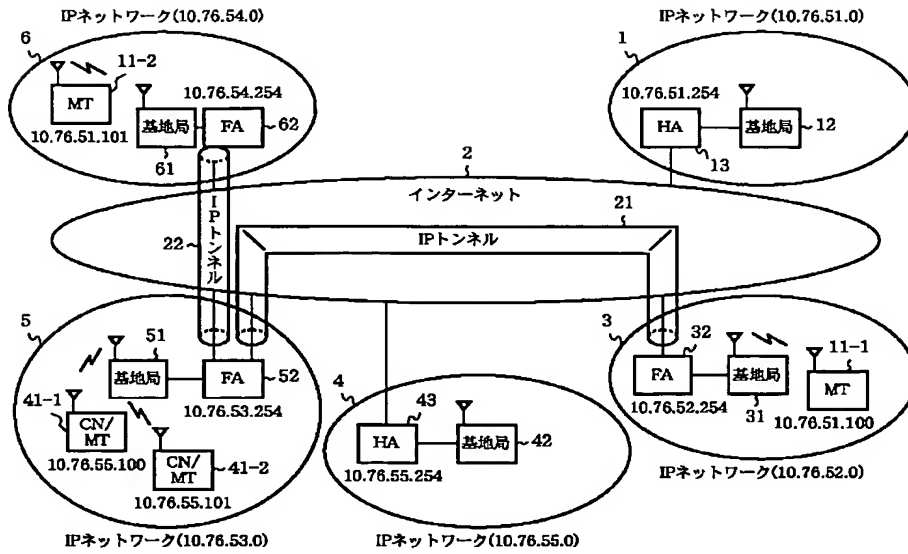 IPネットワーク(10.76.54.0)
IPネットワーク(10.76.51.0)
6
11-2
MT
10.76.51.101
10.76.54.254
基地局
FA
61
62
1
10.76.51.254
HA
基地局
12
13
2
インターネット
21
IPトンネル
22
IPトンネル
5
51
基地局
FA
52
10.76.53.254
41-1
CN/
MT
10.76.55.100
CN/
MT
41-2
10.76.55.101
IPネットワーク(10.76.53.0)
4
43
HA
基地局
42
10.76.55.254
IPネットワーク(10.76.55.0)
3
32
FA
基地局
11-1
MT
10.76.52.254
31
10.76.51.100
IPネットワーク(10.76.52.0)